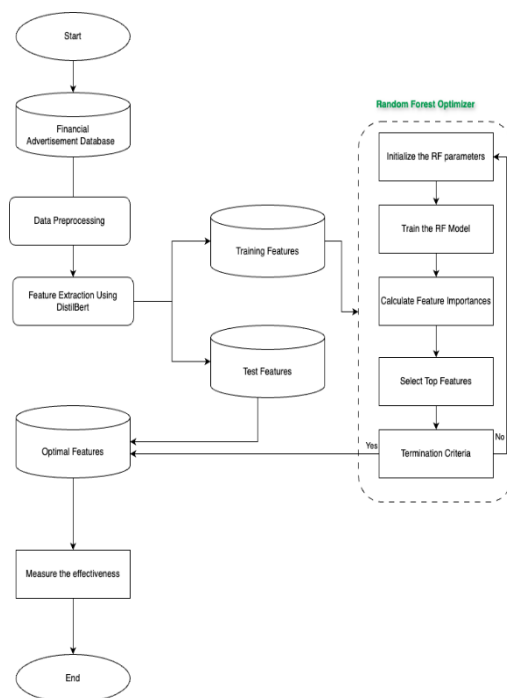 Start
Financial
Advertisement Database
Data Preprocessing
Feature Extraction Using
DistilBert
Training Features
Test Features
Random Forest Optimizer
Initialize the RF parameters
Train the RF Model
Calculate Feature Importances
Select Top Features
Termination Criteria
Yes
No
Optimal Features
Measure the effectiveness
End